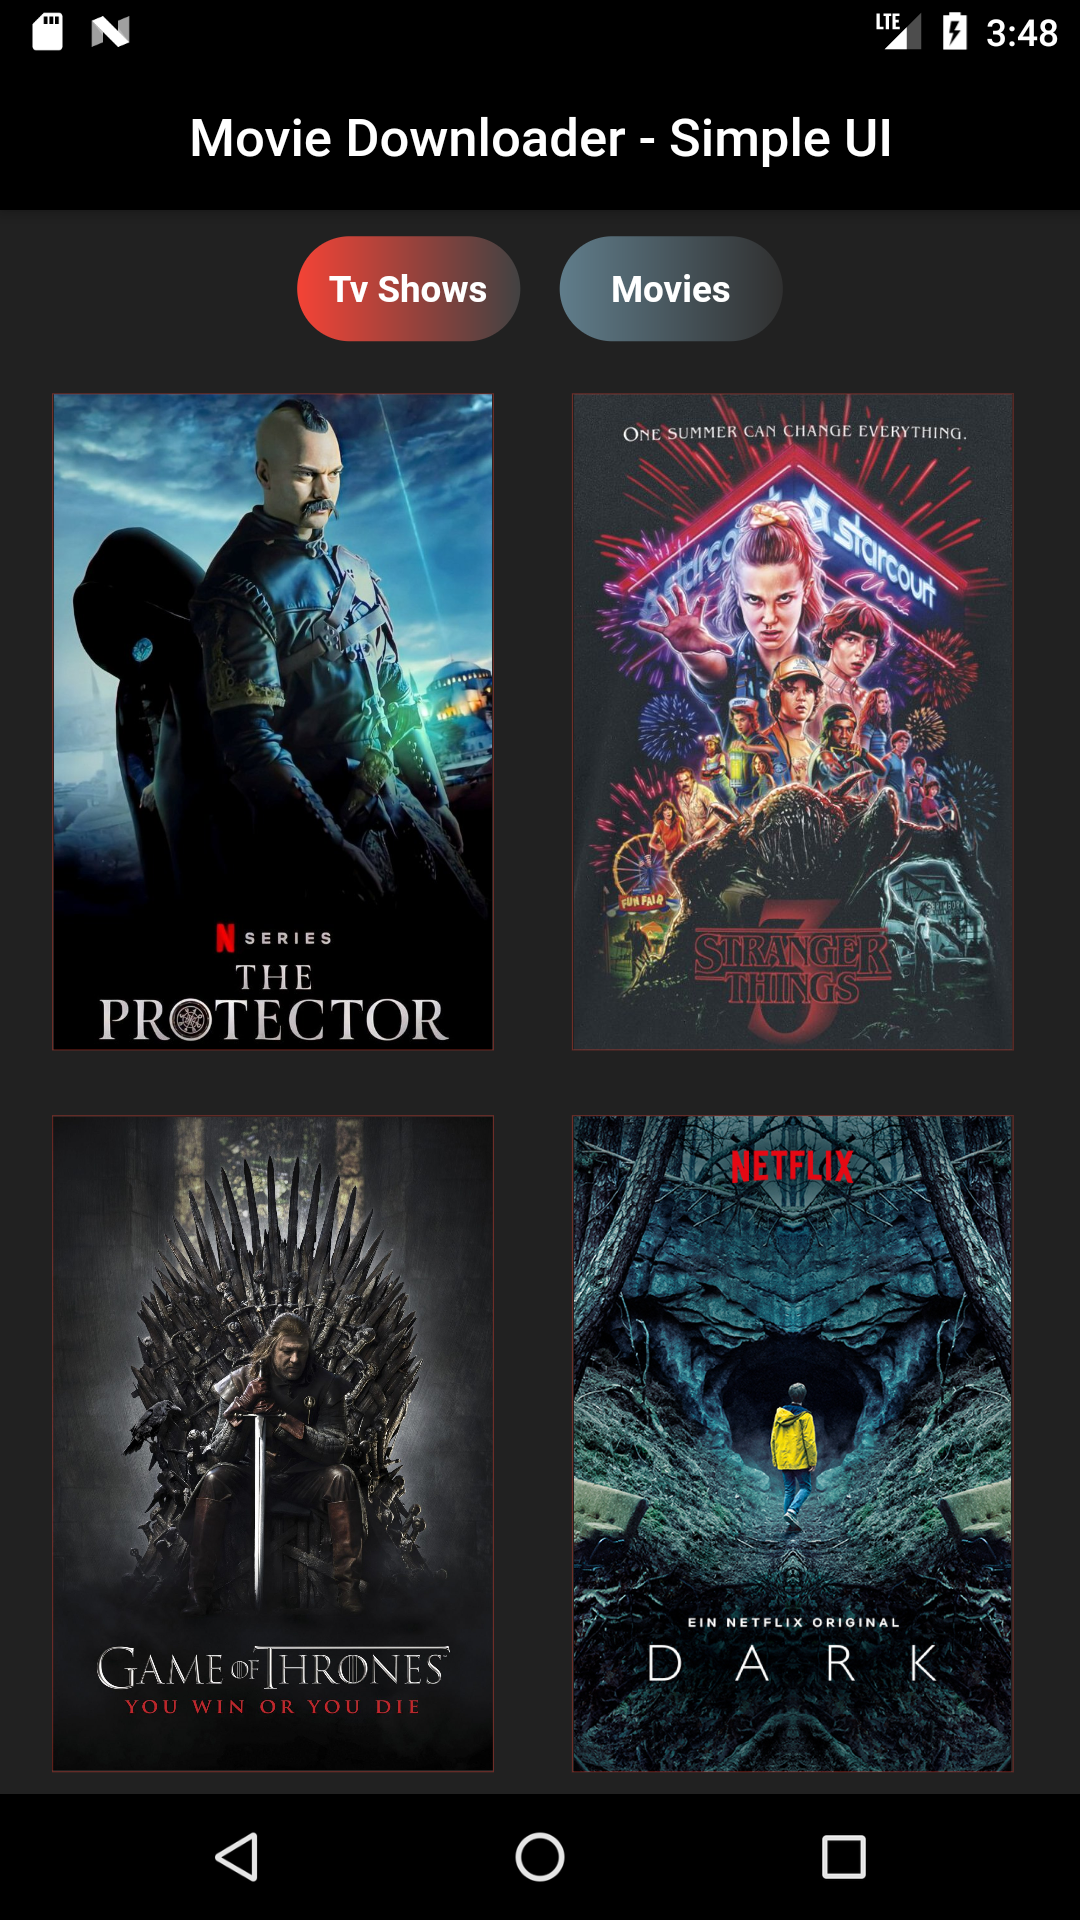 LTE
3:48
Movie Downloader - Simple UI
Tv Shows
Movies
ONE SUMMER CAN CHANGE EVERYTHING.
starcourt
FUN FAIR
3
STRANGER
THINGS
N SERIES
THE
PROTECTOR
GAME OF THRONES
YOU WIN OR YOU DIE
NETFLIX
EIN NETFLIX ORIGINAL
DARK